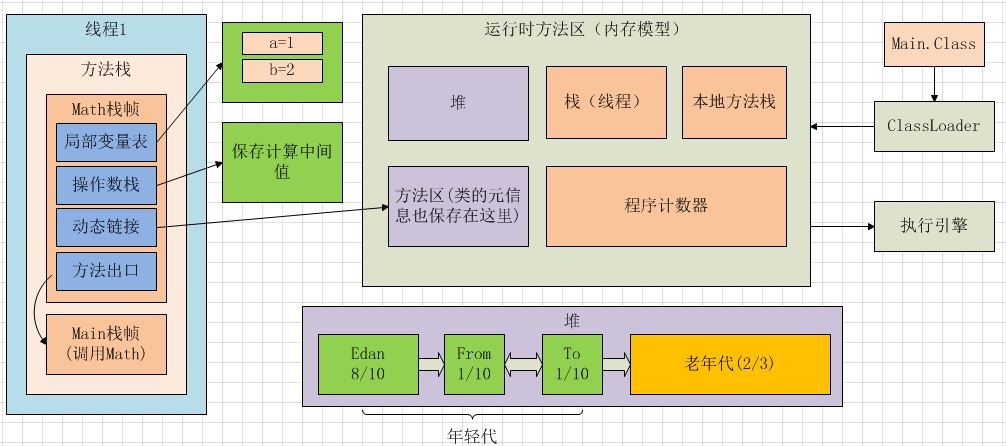 线程1
方法栈
Math栈帧
局部变量表
操作数栈
动态链接
方法出口
Main栈帧
(调用Math)
a=1
b=2
保存计算中间
值
运行时方法区（内存模型）
堆
栈（线程）
本地方法栈
方法区(类的元信
息也保存在这里)
程序计数器
Main.Class
ClassLoader
执行引擎
堆
Edan
8/10
From
1/10
To
1/10
老年代(2/3)
年轻代